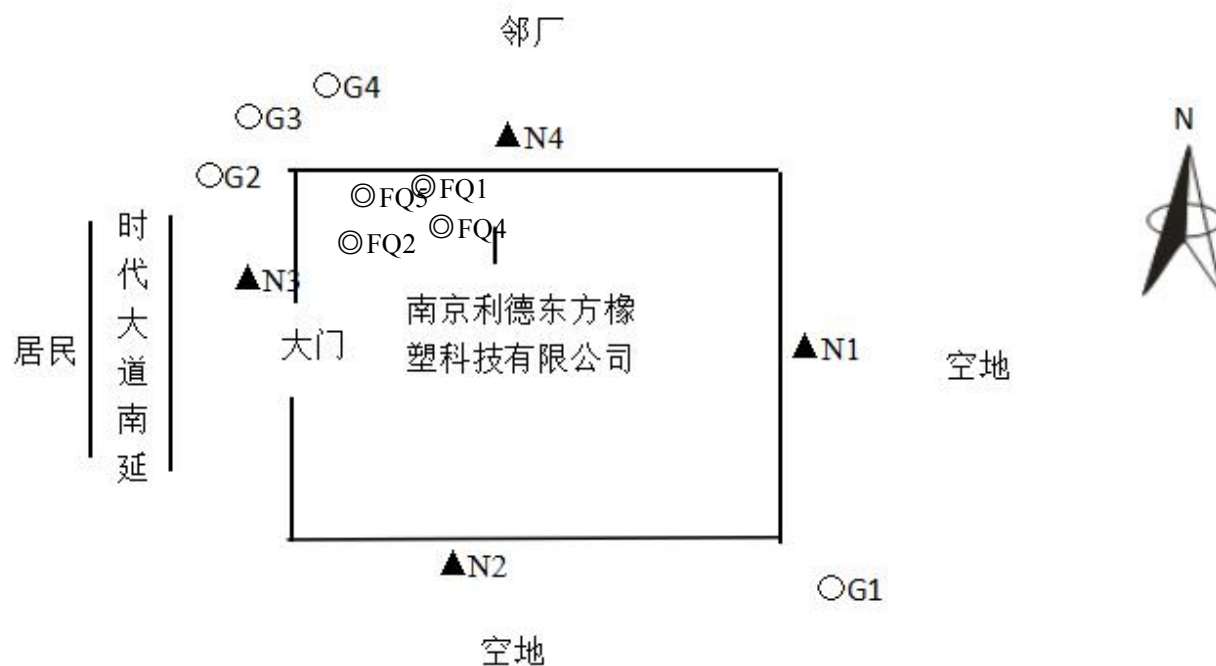 邻厂
○G4
○G3
▲N4
N
○G2
◎FQ5
◎FQ1
◎FQ4
◎FQ2
时代大道南延
▲N3
南京利德东方橡
塑科技有限公司
大门
居民
▲N1
空地
▲N2
○G1
空地